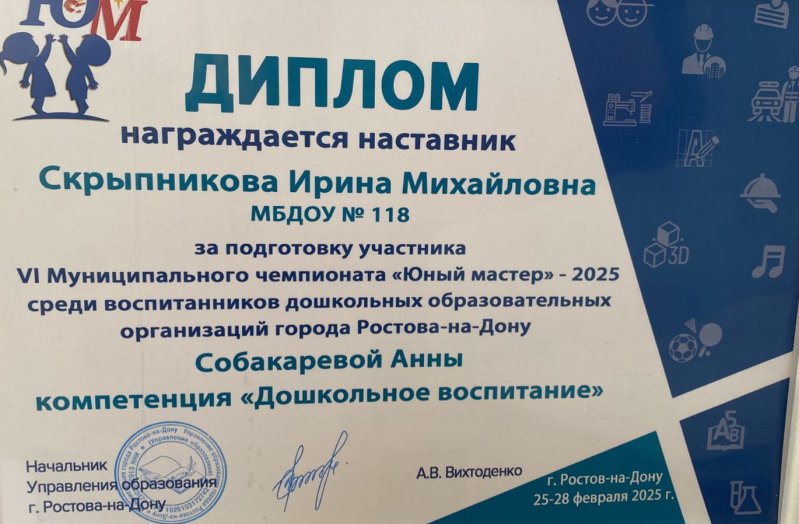 ЮМ
ДИПЛОМ
награждается наставник
Скрыпникова Ирина Михайловна
МБДОУ № 118
за подготовку участника
VI Муниципального чемпионата «Юный мастер» - 2025
среди воспитанников дошкольных образовательных
организаций города Ростова-на-Дону
Собакаревой Анны
компетенция «Дошкольное воспитание»
Начальник
Управления образования
г. Ростова-на-Дону
А.В. Вихтоденко
г. Ростов-на-Дону
25-28 февраля 2025 г.
3D